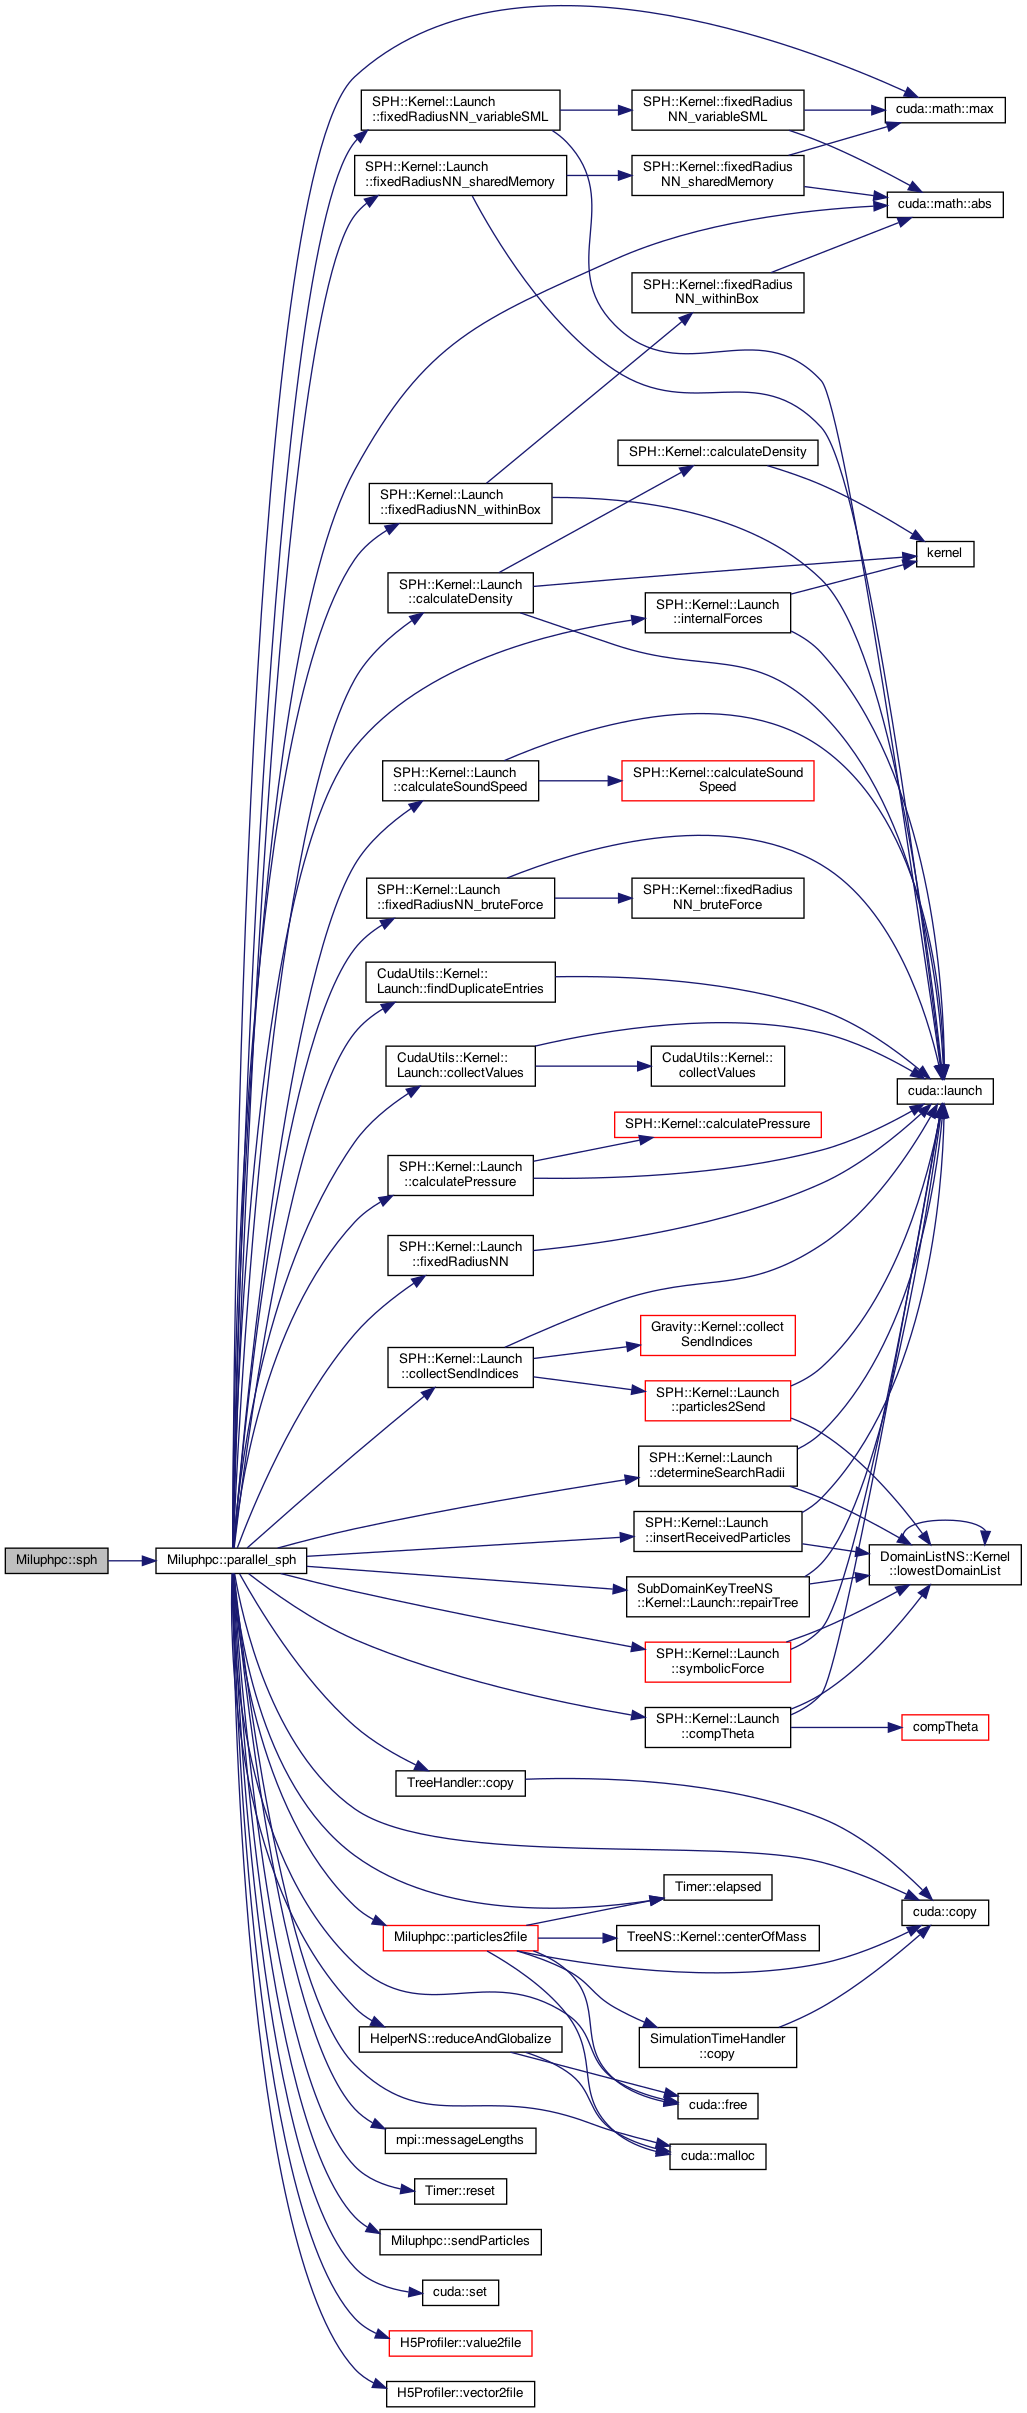 SPH::Kernel::Launch
::fixedRadiusNN_variableSML
SPH::Kernel::fixedRadius
NN_variableSML
cuda::math::max
SPH::Kernel::Launch
::fixedRadiusNN_sharedMemory
SPH::Kernel::fixedRadius
NN_sharedMemory
cuda::math::abs
SPH::Kernel::fixedRadius
NN_withinBox
SPH::Kernel::calculateDensity
SPH::Kernel::Launch
::fixedRadiusNN_withinBox
kernel
SPH::Kernel::Launch
::calculateDensity
SPH::Kernel::Launch
::internalForces
SPH::Kernel::Launch
::calculateSoundSpeed
SPH::Kernel::calculateSound
Speed
SPH::Kernel::Launch
::fixedRadiusNN_bruteForce
SPH::Kernel::fixedRadius
NN_bruteForce
CudaUtils::Kernel::
Launch::findDuplicateEntries
CudaUtils::Kernel::
Launch::collectValues
CudaUtils::Kernel::
collectValues
cuda::launch
SPH::Kernel::calculatePressure
SPH::Kernel::Launch
::calculatePressure
SPH::Kernel::Launch
::fixedRadiusNN
Gravity::Kernel::collect
SendIndices
SPH::Kernel::Launch
::collectSendIndices
SPH::Kernel::Launch
::particles2Send
SPH::Kernel::Launch
::determineSearchRadii
SPH::Kernel::Launch
::insertReceivedParticles
Miluphpc::sph
Miluphpc::parallel_sph
DomainListNS::Kernel
::lowestDomainList
SubDomainKeyTreeNS
::Kernel::Launch::repairTree
SPH::Kernel::Launch
::symbolicForce
SPH::Kernel::Launch
::compTheta
compTheta
TreeHandler::copy
Timer::elapsed
cuda::copy
Miluphpc::particles2file
TreeNS::Kernel::centerOfMass
HelperNS::reduceAndGlobalize
SimulationTimeHandler
::copy
cuda::free
mpi::messageLengths
cuda::malloc
Timer::reset
Miluphpc::sendParticles
cuda::set
H5Profiler::value2file
H5Profiler::vector2file